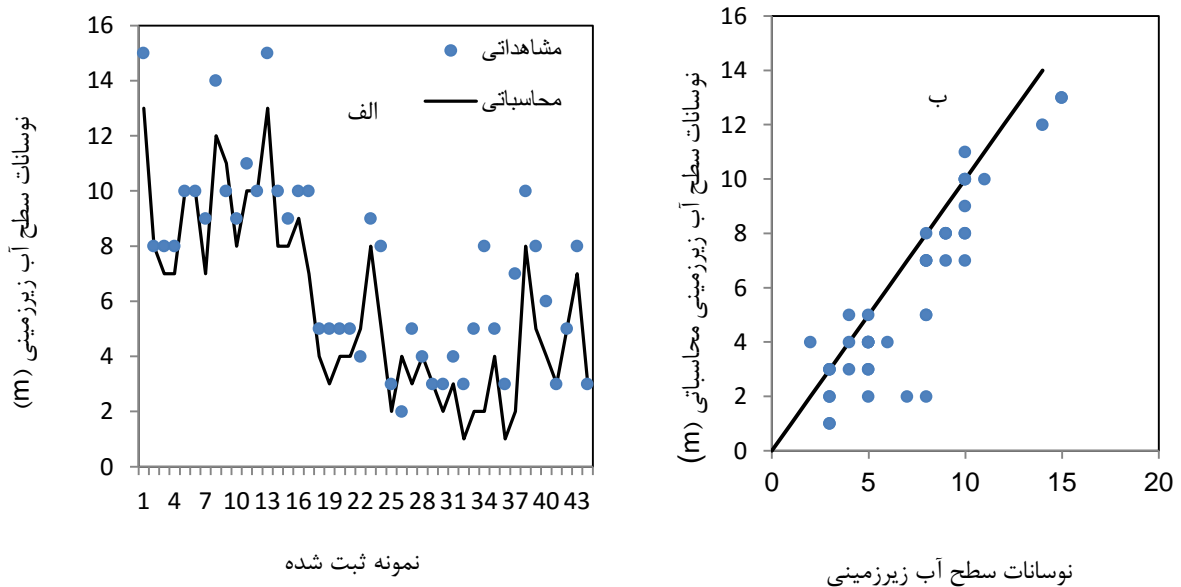 نوسانات سطح آب زیرزمینی (m)
16
14
12
10
8
6
4
2
0
مشاهداتی
محاسباتی
الف
1 4 7 10 13 16 19 22 25 28 31 34 37 40 43
نمونه ثبت شده
نوسانات سطح آب زیرزمینی محاسباتی (m)
16
14
12
10
8
6
4
2
0
ب
0 5 10 15 20
نوسانات سطح آب زیرزمینی